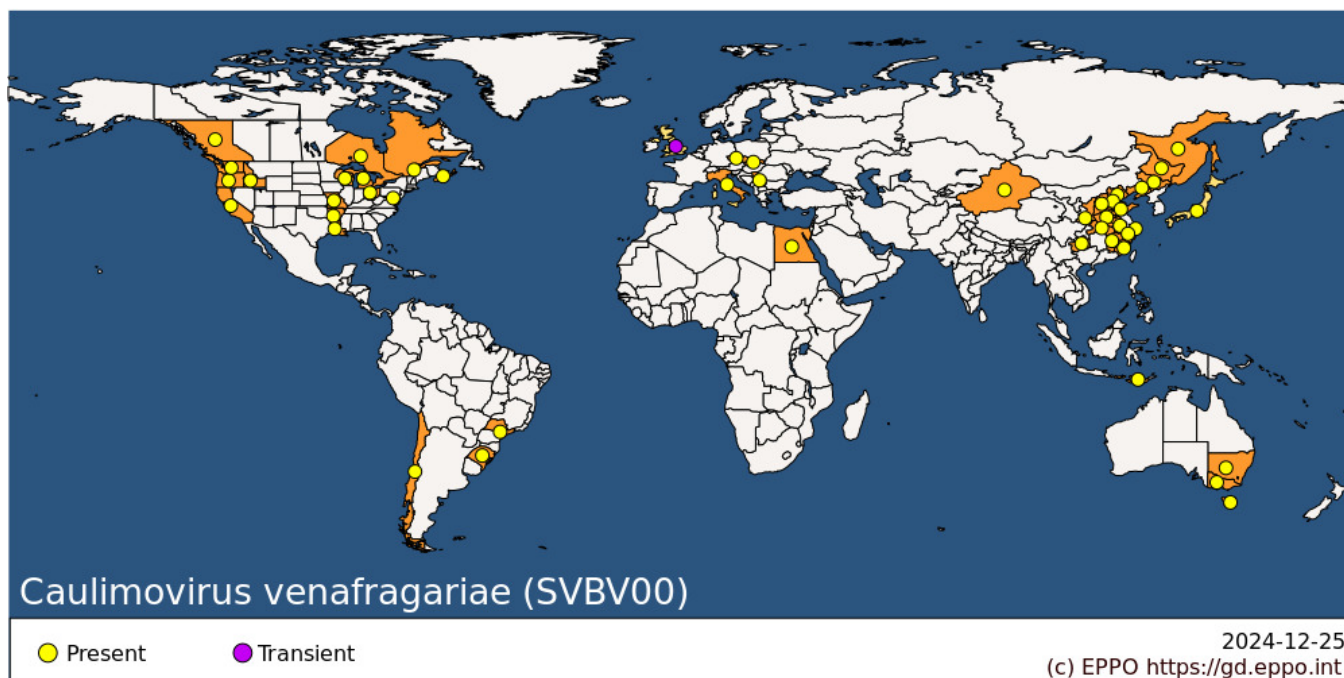 Caulimovirus venafragariae (SVBV00)
Present
Transient
2024-12-25
(c) EPPO https://gd.eppo.int